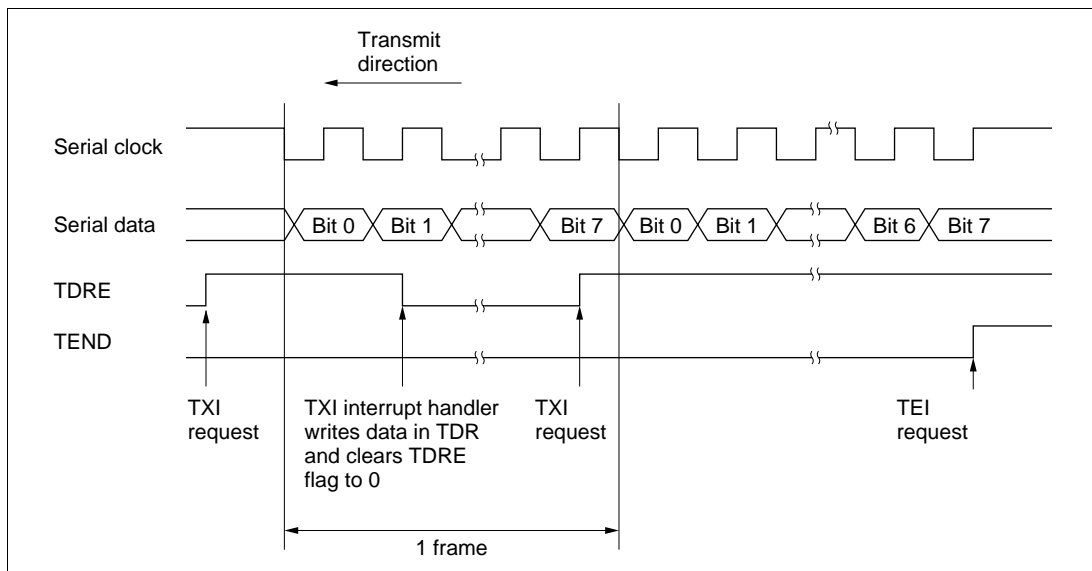 Transmit
direction
Serial clock
Serial data
Bit 0
Bit 1
Bit 7
Bit 0
Bit 1
Bit 6
Bit 7
TDRE
TEND
TXI
request
TXI interrupt handler
writes data in TDR
and clears TDRE
flag to 0
TXI
request
TEI
request
1 frame